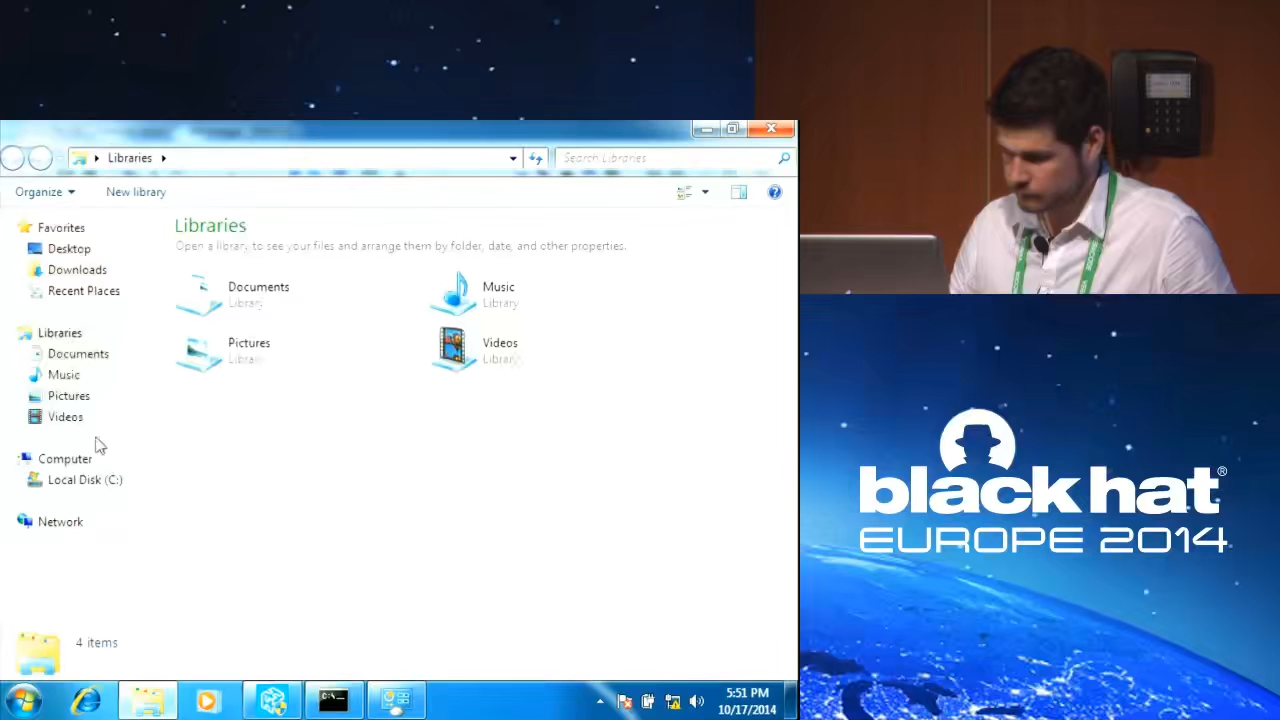 Libraries
Search Libraries
Organize
New library
Favorites
Desktop
Downloads
Recent Places
Libraries
Documents
Music
Pictures
Videos
Computer
Local Disk (C:)
Network
Libraries
Open a library to see your files and arrange them by folder, date, and other properties.
Documents
Library
Music
Library
Pictures
Library
Videos
Library
4 items
C:\
5:51 PM
10/17/2014
black hat®
EUROPE 2014